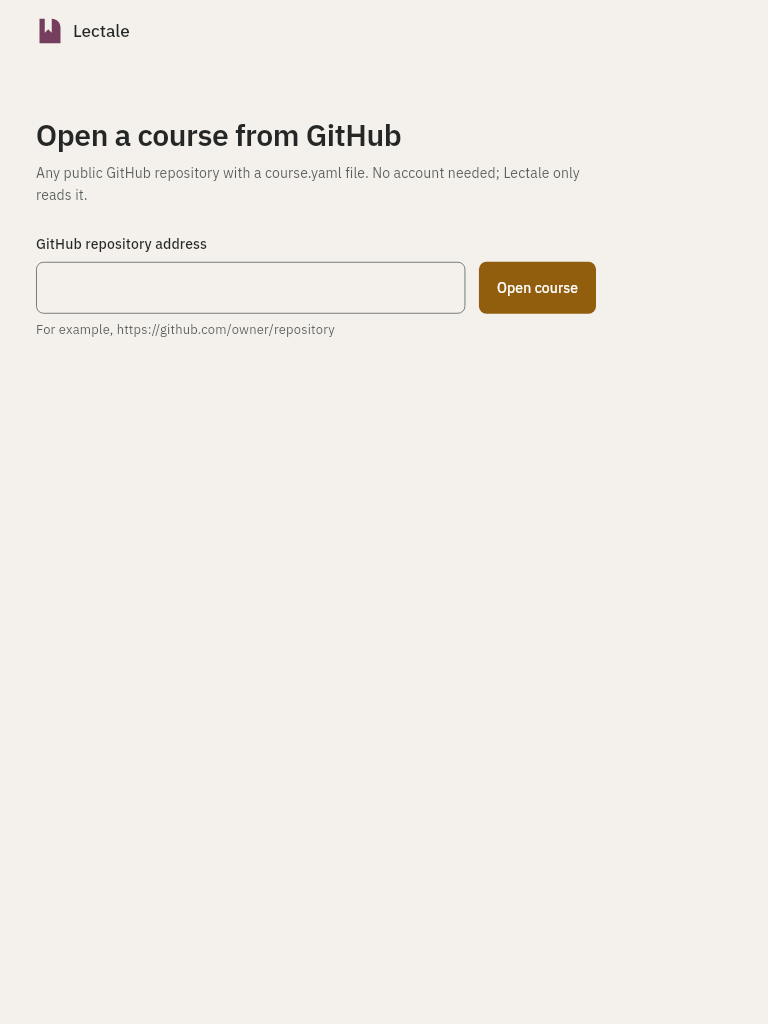 Lectale
Open a course from GitHub
Any public GitHub repository with a course.yaml file. No account needed; Lectale only
reads it.
GitHub repository address
Open course
For example, https://github.com/owner/repository